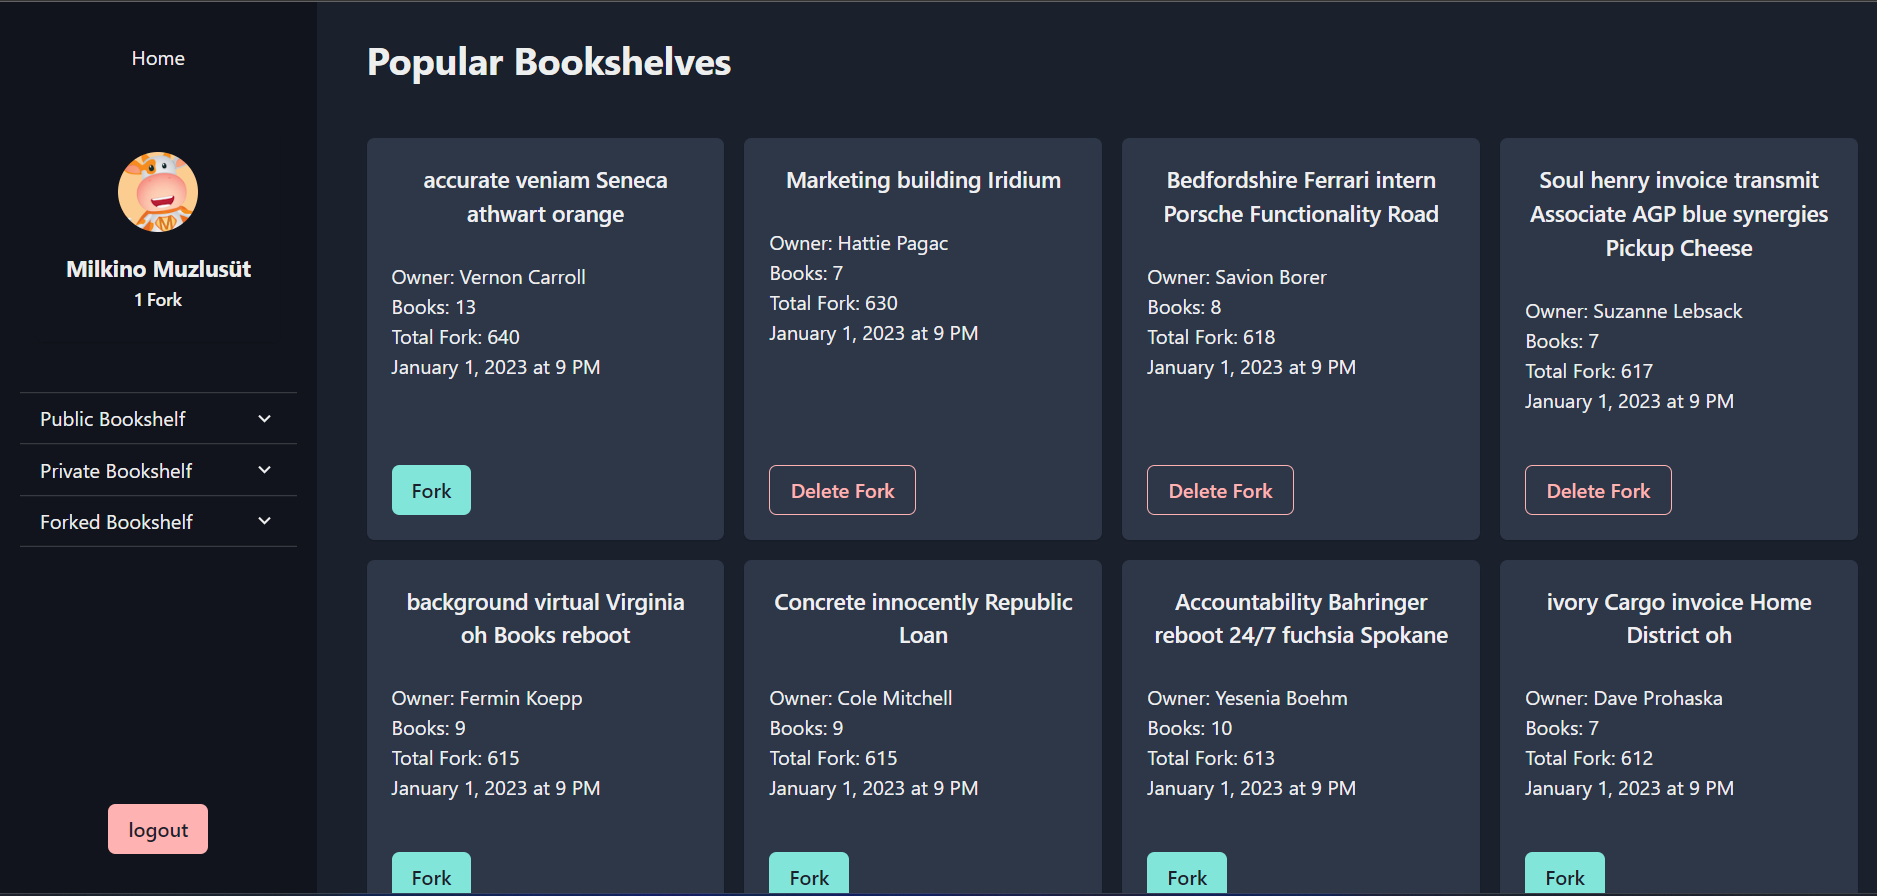 Home
Milkino Muzlusüt
1 Fork
Public Bookshelf
Private Bookshelf
Forked Bookshelf
logout
Popular Bookshelves
accurate veniam Seneca
athwart orange
Owner: Vernon Carroll
Books: 13
Total Fork: 640
January 1, 2023 at 9 PM
Fork
Marketing building Iridium
Owner: Hattie Pagac
Books: 7
Total Fork: 630
January 1, 2023 at 9 PM
Delete Fork
Bedfordshire Ferrari intern
Porsche Functionality Road
Owner: Savion Borer
Books: 8
Total Fork: 618
January 1, 2023 at 9 PM
Delete Fork
Soul henry invoice transmit
Associate AGP blue synergies
Pickup Cheese
Owner: Suzanne Lebsack
Books: 7
Total Fork: 617
January 1, 2023 at 9 PM
Delete Fork
background virtual Virginia
oh Books reboot
Owner: Fermin Koepp
Books: 9
Total Fork: 615
January 1, 2023 at 9 PM
Fork
Concrete innocently Republic
Loan
Owner: Cole Mitchell
Books: 9
Total Fork: 615
January 1, 2023 at 9 PM
Fork
Accountability Bahringer
reboot 24/7 fuchsia Spokane
Owner: Yesenia Boehm
Books: 10
Total Fork: 613
January 1, 2023 at 9 PM
Fork
ivory Cargo invoice Home
District oh
Owner: Dave Prohaska
Books: 7
Total Fork: 612
January 1, 2023 at 9 PM
Fork